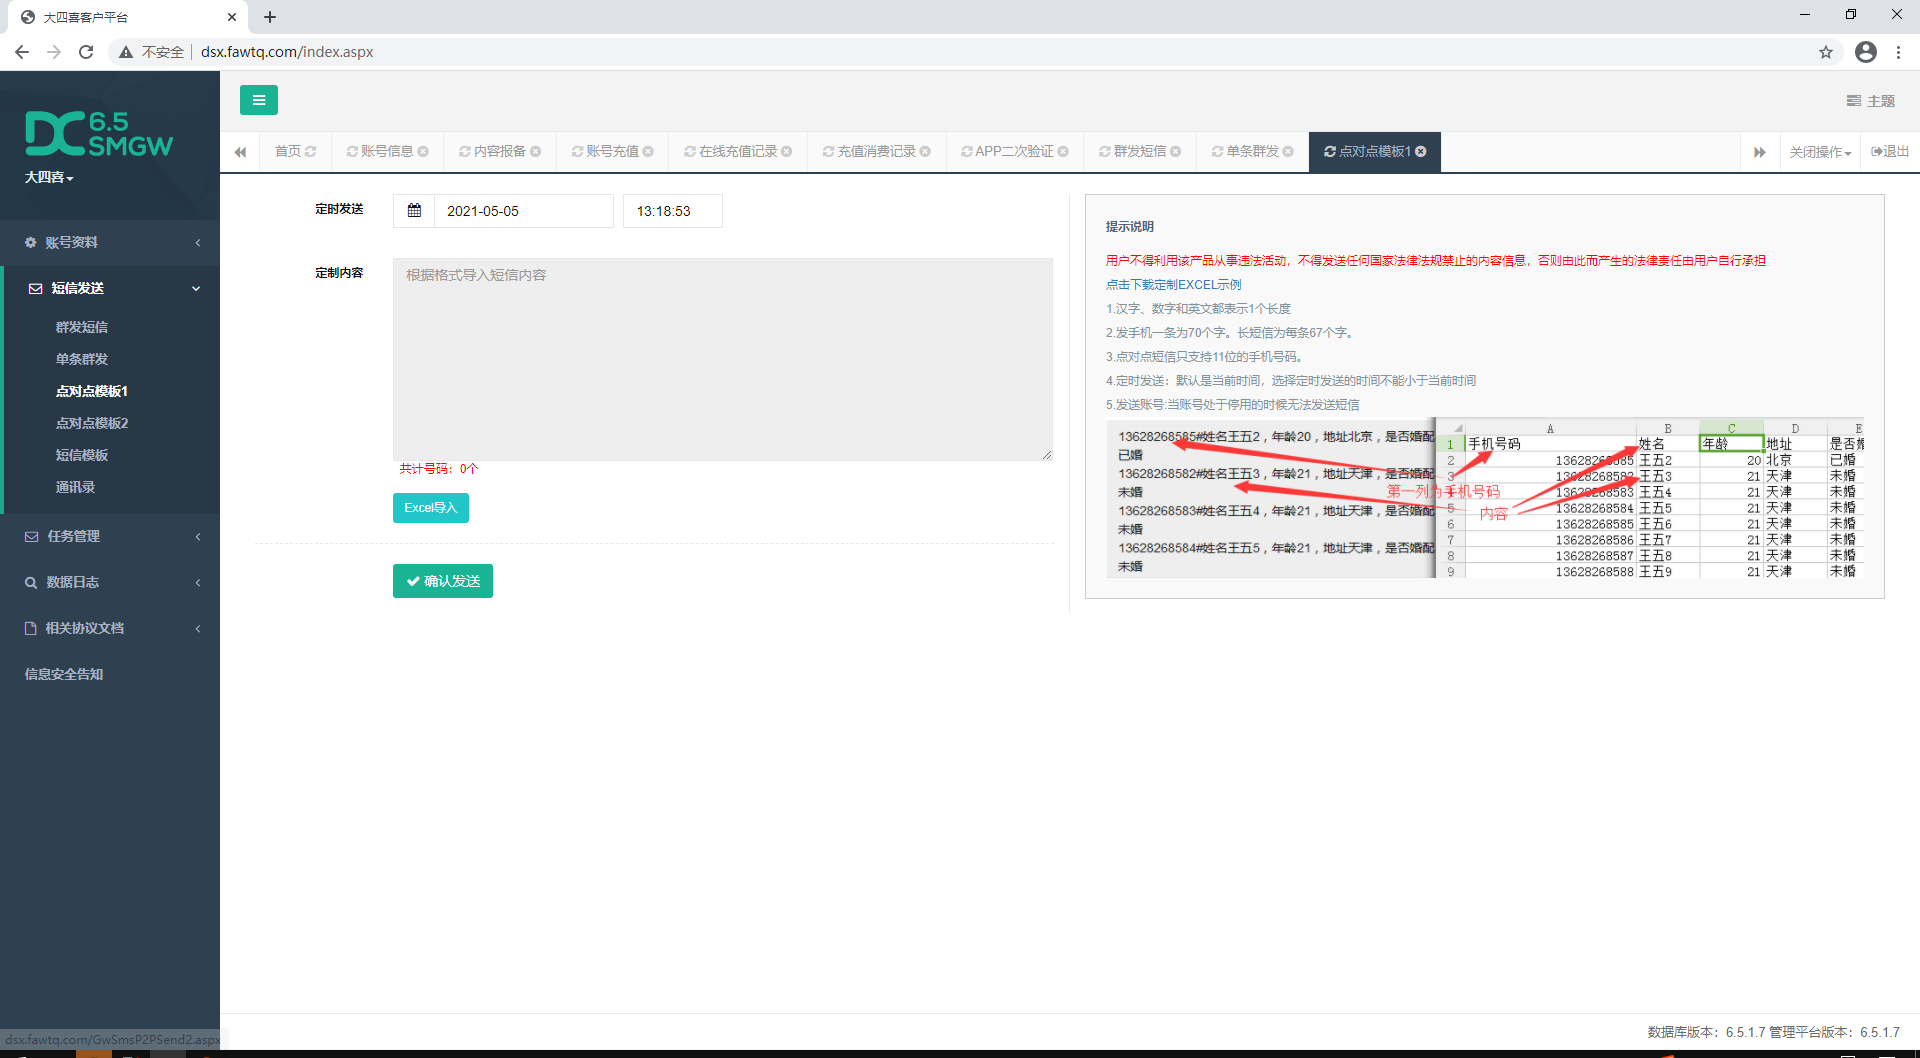 大四喜客户平台
不安全 dsx.fawtq.com/index.aspx
DC 6.5 SMGW
大四喜
主题
首页 账号信息 内容报备 账号充值 在线充值记录 充值消费记录 APP二次验证 群发短信 单条群发 点对点模板1 关闭操作 退出
账号资料
短信发送
群发短信
单条群发
点对点模板1
点对点模板2
短信模板
通讯录
任务管理
数据日志
相关协议文档
信息安全告知
定时发送 2021-05-05 13:18:53
定制内容 根据格式导入短信内容
共计号码：0个
Excel导入
确认发送
提示说明
用户不得利用该产品从事违法活动，不得发送任何国家法律法规禁止的内容信息，否则由此而产生的法律责任由用户自行承担
点击下载定制EXCEL示例
1.汉字、数字和英文都表示1个长度
2.发手机一条为70个字。长短信为每条67个字。
3.点对点短信只支持11位的手机号码。
4.定时发送：默认是当前时间，选择定时发送的时间不能小于当前时间
5.发送账号:当账号处于停用的时候无法发送短信
13628268585#姓名王五2，年龄20，地址北京，是否婚配
已婚
13628268582#姓名王五3，年龄21，地址天津，是否婚配
未婚
13628268583#姓名王五4，年龄21，地址天津，是否婚配
未婚
13628268584#姓名王五5，年龄21，地址天津，是否婚配
未婚
第一列为手机号码
内容
A B C D E
1 手机号码 姓名 年龄 地址 是否婚
2 13628268585 王五2 20 北京 已婚
3 13628268582 王五3 21 天津 未婚
4 13628268583 王五4 21 天津 未婚
5 13628268584 王五5 21 天津 未婚
6 13628268585 王五6 21 天津 未婚
7 13628268586 王五7 21 天津 未婚
8 13628268587 王五8 21 天津 未婚
9 13628268588 王五9 21 天津 未婚
数据库版本：6.5.1.7 管理平台版本：6.5.1.7
dsx.fawtq.com/GwSmsP2PSend2.aspx